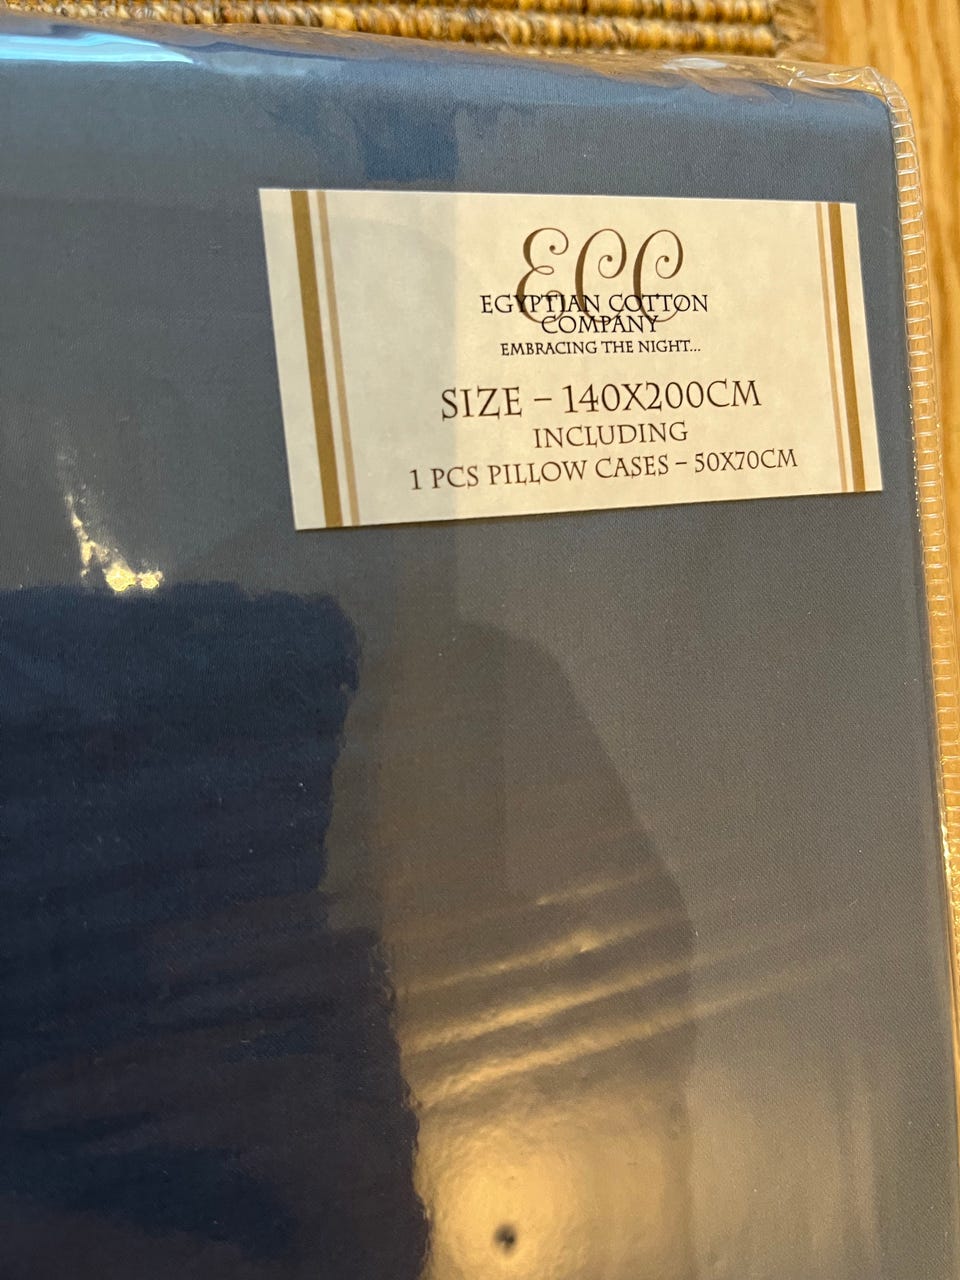 ECC
EGYPTIAN COTTON
COMPANY
EMBRACING THE NIGHT...
SIZE – 140X200CM
INCLUDING
1 PCS PILLOW CASES – 50X70CM